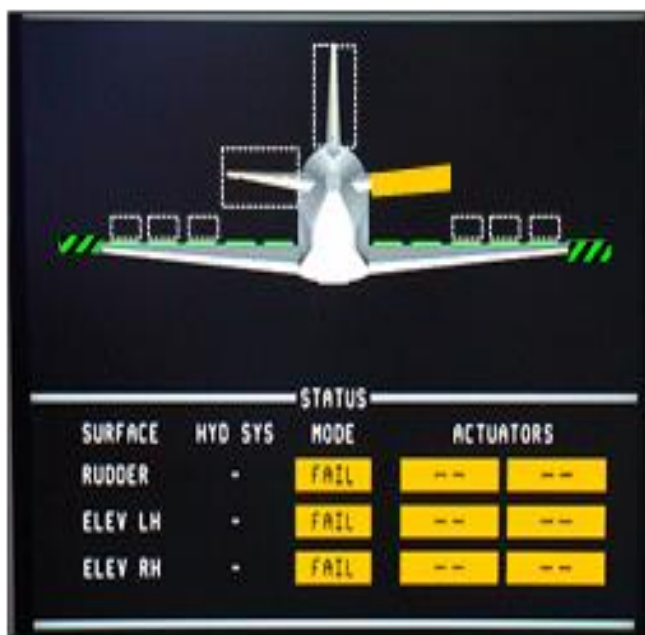 STATUS
SURFACE HYD SYS MODE ACTUATORS
RUDDER - FAIL -- --
ELEV LH - FAIL -- --
ELEV RH - FAIL -- --